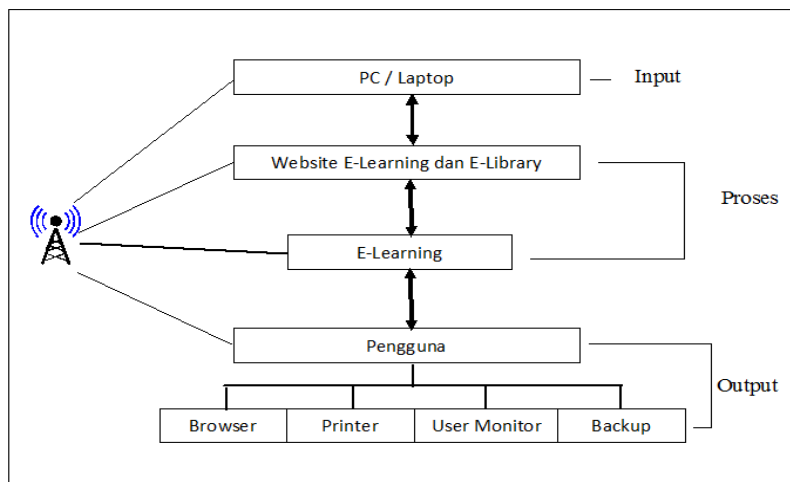 PC / Laptop
Input
Website E-Learning dan E-Library
Proses
E-Learning
Pengguna
Output
Browser
Printer
User Monitor
Backup